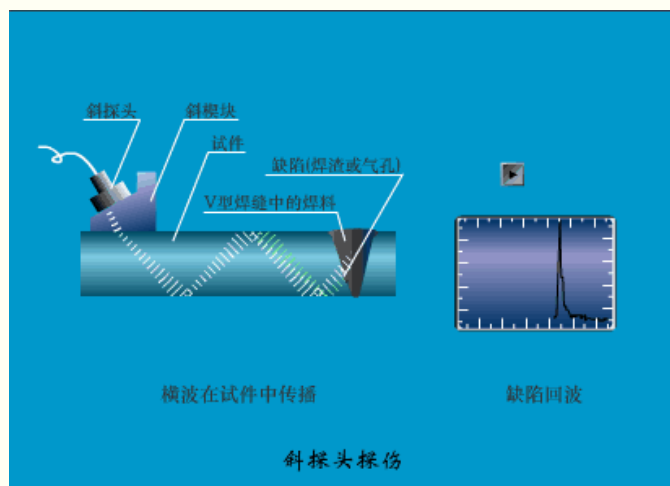 斜探头
斜楔块
试件
缺陷(焊渣或气孔)
V型焊缝中的焊料
横波在试件中传播
缺陷回波
斜探头探伤